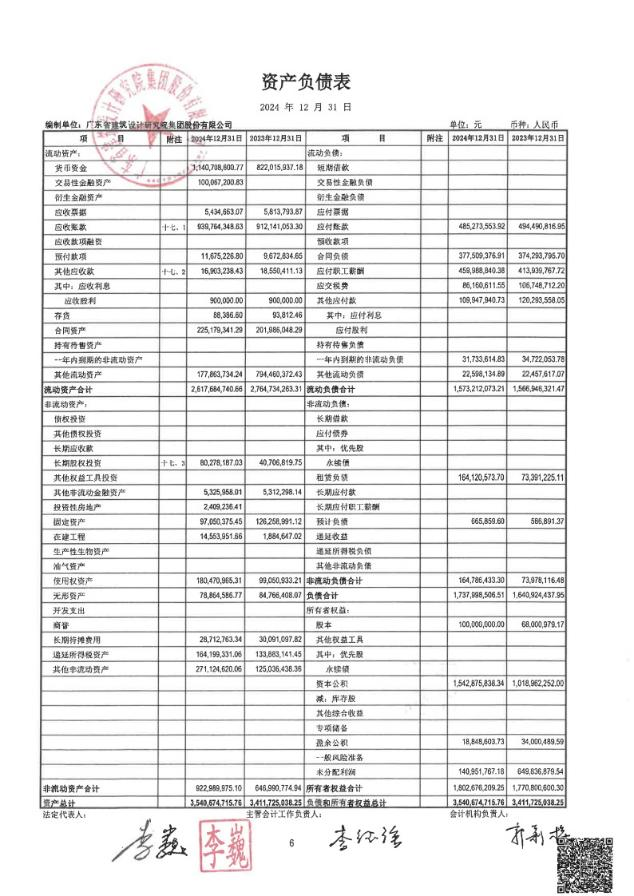 资产负债表
2024 年 12 月 31 日
编制单位：广东省建筑设计研究院集团股份有限公司 单位：元 币种：人民币
项 目 附注 2024年12月31日 2023年12月31日 项 目 附注 2024年12月31日 2023年12月31日
流动资产： 流动负债：
货币资金 1,140,708,600.77 822,015,937.18 短期借款
交易性金融资产 100,067,200.83 交易性金融负债
衍生金融资产 衍生金融负债
应收票据 5,434,663.07 5,813,793.87 应付票据
应收账款 十七、1 939,764,348.63 912,141,053.30 应付账款 485,273,553.92 494,490,816.95
应收款项融资 预收款项
预付款项 11,675,226.80 9,672,834.65 合同负债 377,509,376.91 374,293,795.70
其他应收款 十七、2 16,903,238.43 18,550,411.13 应付职工薪酬 459,988,840.38 413,939,767.72
其中：应收利息 应交税费 86,160,611.55 106,748,712.20
应收股利 900,000.00 900,000.00 其他应付款 109,947,940.73 120,293,558.05
存货 88,386.60 93,812.46 其中：应付利息
合同资产 225,179,341.29 201,986,048.29 应付股利
持有待售资产 持有待售负债
一年内到期的非流动资产 一年内到期的非流动负债 31,733,614.83 34,722,053.78
其他流动资产 177,863,734.24 794,460,372.43 其他流动负债 22,598,134.89 22,457,617.07
流动资产合计 2,617,684,740.66 2,764,734,263.31 流动负债合计 1,573,212,073.21 1,566,946,321.47
非流动资产： 非流动负债：
债权投资 长期借款
其他债权投资 应付债券
长期应收款 其中：优先股
长期股权投资 十七、3 80,278,187.03 40,706,819.75 永续债
其他权益工具投资 租赁负债 164,120,573.70 73,391,225.11
其他非流动金融资产 5,325,958.01 5,312,298.14 长期应付款
投资性房地产 2,409,236.41 长期应付职工薪酬
固定资产 97,050,375.45 126,258,991.12 预计负债 665,859.60 586,891.37
在建工程 14,553,951.66 1,884,647.02 递延收益
生产性生物资产 递延所得税负债
油气资产 其他非流动负债
使用权资产 180,470,965.31 99,050,933.21 非流动负债合计 164,786,433.30 73,978,116.48
无形资产 78,864,586.77 84,766,408.07 负债合计 1,737,998,506.51 1,640,924,437.95
开发支出 所有者权益：
商誉 股本 100,000,000.00 68,000,979.17
长期待摊费用 28,712,763.34 30,091,097.82 其他权益工具
递延所得税资产 164,199,331.06 133,883,141.45 其中：优先股
其他非流动资产 271,124,620.06 125,036,438.36 永续债
资本公积 1,542,875,838.34 1,018,962,252.00
减：库存股
其他综合收益
专项储备
盈余公积 18,848,603.73 34,000,489.59
一般风险准备
未分配利润 140,951,767.18 649,836,879.54
非流动资产合计 922,989,975.10 646,990,774.94 所有者权益合计 1,802,676,209.25 1,770,800,600.30
资产总计 3,540,674,715.76 3,411,725,038.25 负债和所有者权益总计 3,540,674,715.76 3,411,725,038.25
法定代表人： 主管会计工作负责人： 会计机构负责人：
李巍 李巍
6